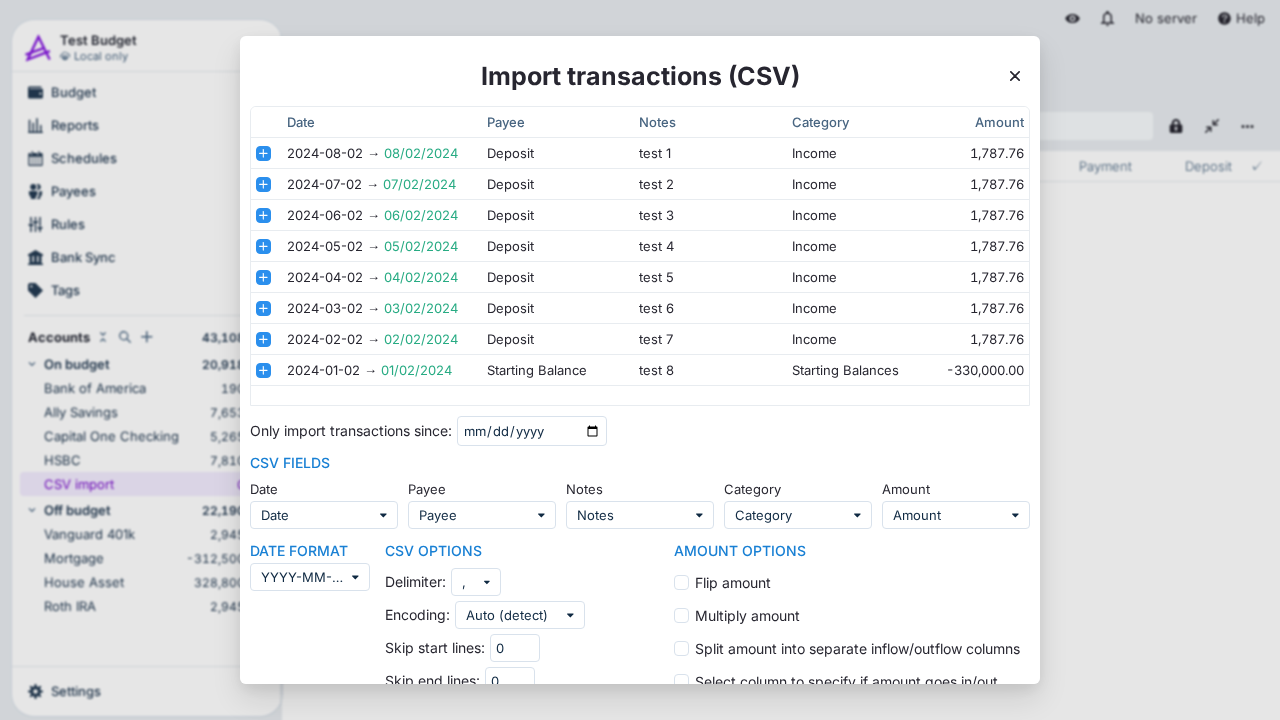 No server
Help
Test Budget
Local only
Budget
Reports
Schedules
Payees
Rules
Bank Sync
Tags
Accounts
On budget
Bank of America
Ally Savings
Capital One Checking
HSBC
CSV import
Off budget
Vanguard 401k
Mortgage
House Asset
Roth IRA
Settings
Payment Deposit
Import transactions (CSV)
Date Payee Notes Category Amount
2024-08-02 → 08/02/2024 Deposit test 1 Income 1,787.76
2024-07-02 → 07/02/2024 Deposit test 2 Income 1,787.76
2024-06-02 → 06/02/2024 Deposit test 3 Income 1,787.76
2024-05-02 → 05/02/2024 Deposit test 4 Income 1,787.76
2024-04-02 → 04/02/2024 Deposit test 5 Income 1,787.76
2024-03-02 → 03/02/2024 Deposit test 6 Income 1,787.76
2024-02-02 → 02/02/2024 Deposit test 7 Income 1,787.76
2024-01-02 → 01/02/2024 Starting Balance test 8 Starting Balances -330,000.00
Only import transactions since: mm/dd/yyyy
CSV FIELDS
Date Payee Notes Category Amount
Date Payee Notes Category Amount
DATE FORMAT
YYYY-MM-...
CSV OPTIONS
Delimiter: ,
Encoding: Auto (detect)
Skip start lines: 0
Skip end lines: 0
AMOUNT OPTIONS
Flip amount
Multiply amount
Split amount into separate inflow/outflow columns
Select column to specify if amount goes in/out